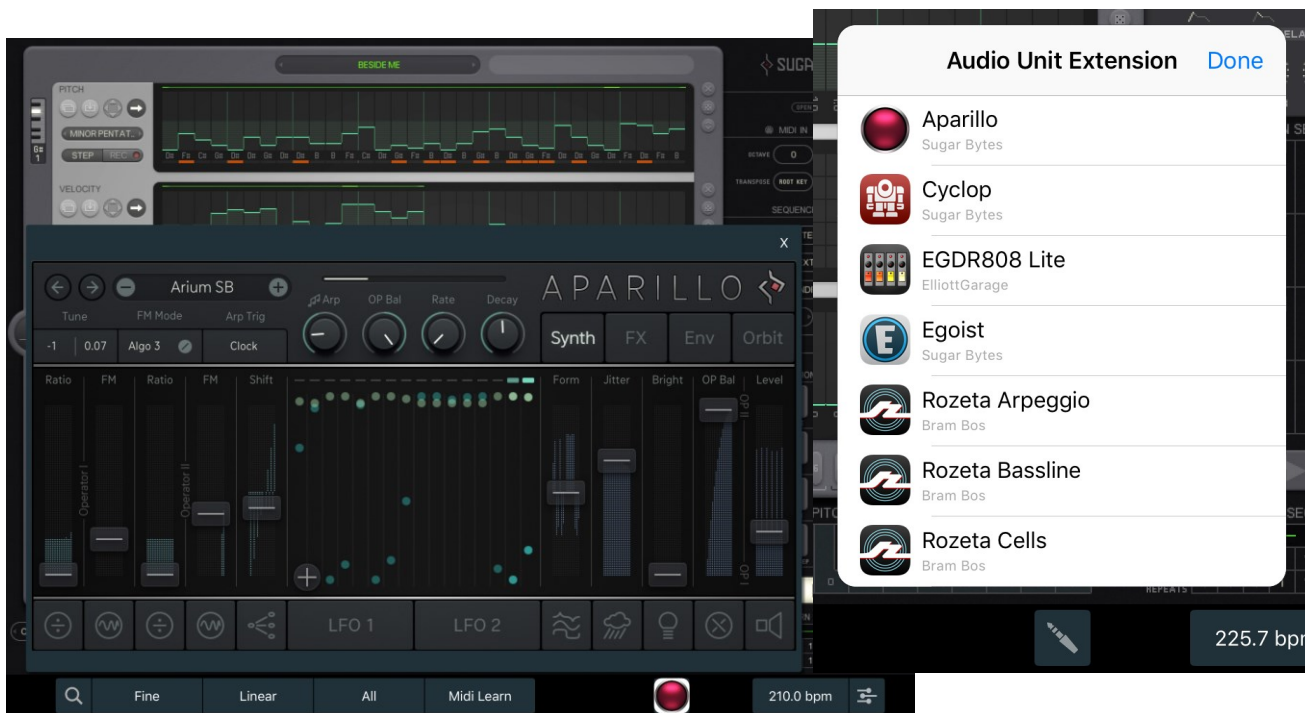 BESIDE ME
SUGA
PITCH
MINOR PENTAT..
STEP REC
G#
1
MIDI IN
OCTAVE 0
TRANSPOSE ROOT KEY
VELOCITY
SEQUENC
X
Arium SB
Arp OP Bal Rate Decay
APARILLO
Tune FM Mode Arp Trig
-1 0.07 Algo 3 Clock
Synth FX Env Orbit
Ratio FM Ratio FM Shift Form Jitter Bright OP Bal Level
Operator I
Operator II
OP II
OP I
LFO 1 LFO 2
Fine Linear All Midi Learn 210.0 bpm
Audio Unit Extension Done
Aparillo
Sugar Bytes
Cyclop
Sugar Bytes
EGDR808 Lite
ElliottGarage
Egoist
Sugar Bytes
Rozeta Arpeggio
Bram Bos
Rozeta Bassline
Bram Bos
Rozeta Cells
Bram Bos
REPEATS
225.7 bpm